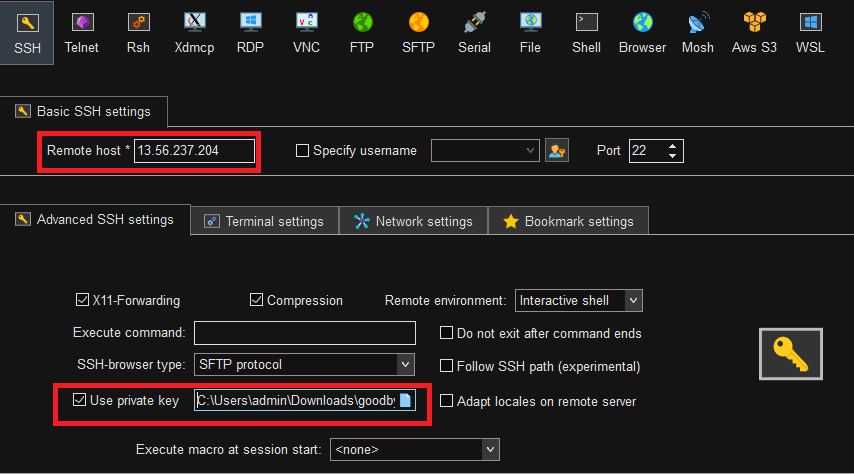 SSH Telnet Rsh Xdmcp RDP VNC FTP SFTP Serial File Shell Browser Mosh Aws S3 WSL
Basic SSH settings
Remote host * 13.56.237.204 Specify username Port 22
Advanced SSH settings Terminal settings Network settings Bookmark settings
X11-Forwarding Compression Remote environment: Interactive shell
Execute command: Do not exit after command ends
SSH-browser type: SFTP protocol Follow SSH path (experimental)
Use private key C:\Users\admin\Downloads\goodby Adapt locales on remote server
Execute macro at session start: <none>